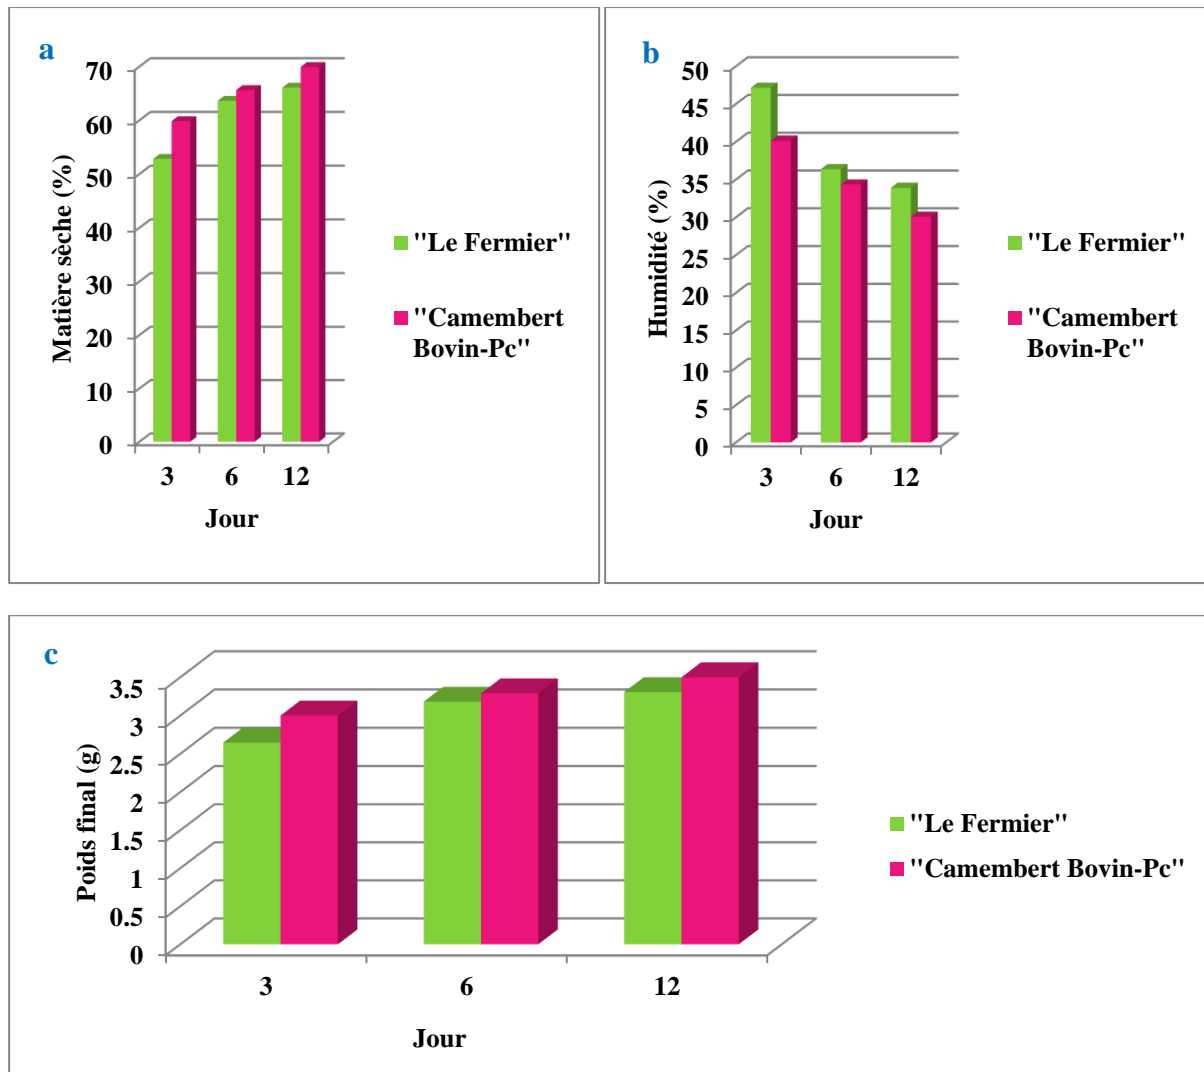 a
70
60
50
40
30
20
10
0
Matière sèche (%)
3 6 12
Jour
"Le Fermier"
"Camembert
Bovin-Pc"
b
50
45
40
35
30
25
20
15
10
5
0
Humidité (%)
3 6 12
Jour
"Le Fermier"
"Camembert
Bovin-Pc"
c
3.5
3
2.5
2
1.5
1
0.5
0
Poids final (g)
3 6 12
Jour
"Le Fermier"
"Camembert Bovin-Pc"